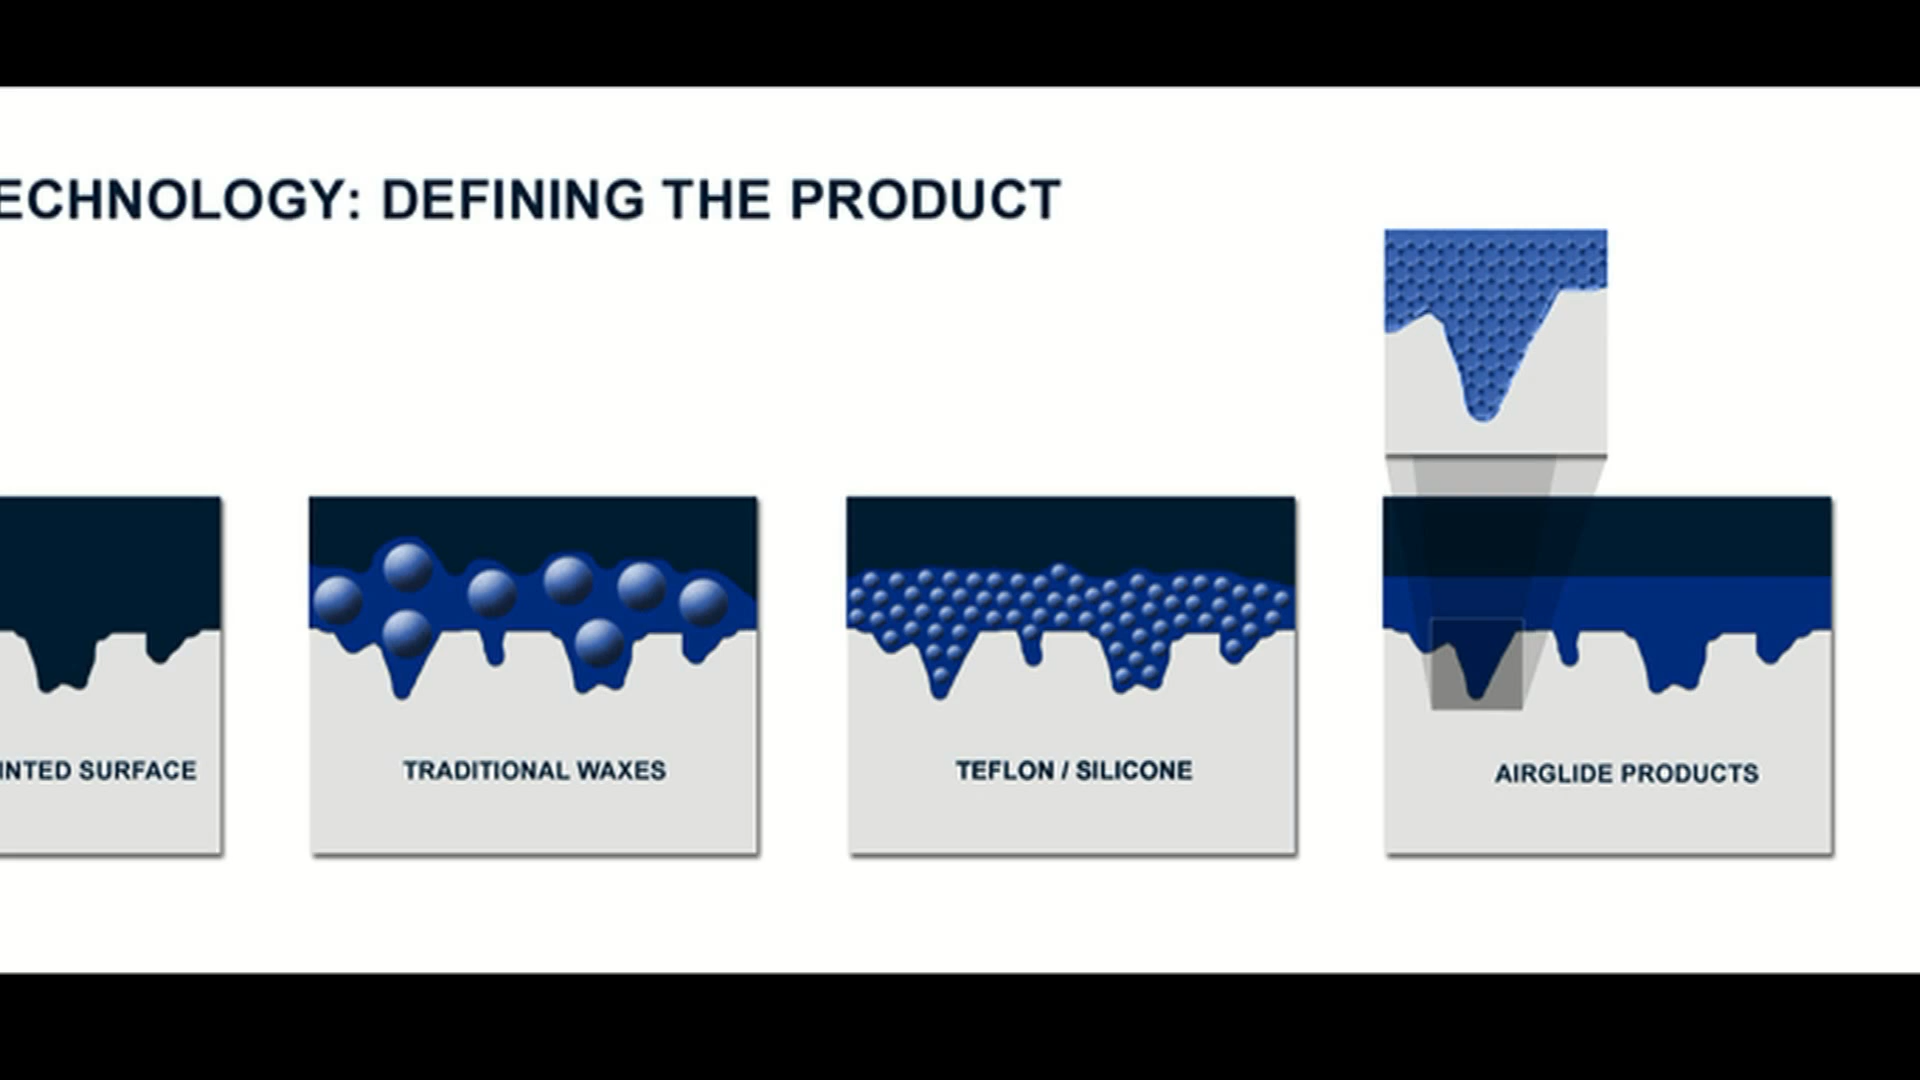 ECHNOLOGY: DEFINING THE PRODUCT
INTED SURFACE
TRADITIONAL WAXES
TEFLON / SILICONE
AIRGLIDE PRODUCTS